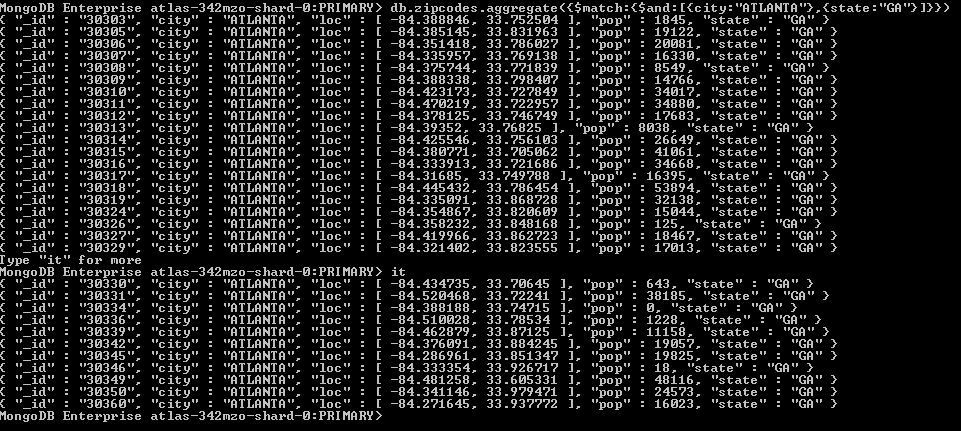 MongoDB Enterprise atlas-342mzo-shard-0:PRIMARY> db.zipcodes.aggregate({$match:{$and:[{city:"ATLANTA"},{state:"GA"}]}})
{ "_id" : "30303", "city" : "ATLANTA", "loc" : [ -84.388846, 33.752504 ], "pop" : 1845, "state" : "GA" }
{ "_id" : "30305", "city" : "ATLANTA", "loc" : [ -84.385145, 33.831963 ], "pop" : 19122, "state" : "GA" }
{ "_id" : "30306", "city" : "ATLANTA", "loc" : [ -84.351418, 33.786027 ], "pop" : 20081, "state" : "GA" }
{ "_id" : "30307", "city" : "ATLANTA", "loc" : [ -84.335957, 33.769138 ], "pop" : 16330, "state" : "GA" }
{ "_id" : "30308", "city" : "ATLANTA", "loc" : [ -84.375744, 33.771839 ], "pop" : 8549, "state" : "GA" }
{ "_id" : "30309", "city" : "ATLANTA", "loc" : [ -84.388338, 33.798407 ], "pop" : 14766, "state" : "GA" }
{ "_id" : "30310", "city" : "ATLANTA", "loc" : [ -84.423173, 33.727849 ], "pop" : 34017, "state" : "GA" }
{ "_id" : "30311", "city" : "ATLANTA", "loc" : [ -84.470219, 33.722957 ], "pop" : 34880, "state" : "GA" }
{ "_id" : "30312", "city" : "ATLANTA", "loc" : [ -84.378125, 33.746749 ], "pop" : 17683, "state" : "GA" }
{ "_id" : "30313", "city" : "ATLANTA", "loc" : [ -84.39352, 33.76825 ], "pop" : 8038, "state" : "GA" }
{ "_id" : "30314", "city" : "ATLANTA", "loc" : [ -84.425546, 33.756103 ], "pop" : 26649, "state" : "GA" }
{ "_id" : "30315", "city" : "ATLANTA", "loc" : [ -84.380771, 33.705062 ], "pop" : 41061, "state" : "GA" }
{ "_id" : "30316", "city" : "ATLANTA", "loc" : [ -84.333913, 33.721686 ], "pop" : 34668, "state" : "GA" }
{ "_id" : "30317", "city" : "ATLANTA", "loc" : [ -84.31685, 33.749788 ], "pop" : 16395, "state" : "GA" }
{ "_id" : "30318", "city" : "ATLANTA", "loc" : [ -84.445432, 33.786454 ], "pop" : 53894, "state" : "GA" }
{ "_id" : "30319", "city" : "ATLANTA", "loc" : [ -84.335091, 33.868728 ], "pop" : 32138, "state" : "GA" }
{ "_id" : "30324", "city" : "ATLANTA", "loc" : [ -84.354867, 33.820609 ], "pop" : 15044, "state" : "GA" }
{ "_id" : "30326", "city" : "ATLANTA", "loc" : [ -84.358232, 33.848168 ], "pop" : 125, "state" : "GA" }
{ "_id" : "30327", "city" : "ATLANTA", "loc" : [ -84.419966, 33.862723 ], "pop" : 18467, "state" : "GA" }
{ "_id" : "30329", "city" : "ATLANTA", "loc" : [ -84.321402, 33.823555 ], "pop" : 17013, "state" : "GA" }
Type "it" for more
MongoDB Enterprise atlas-342mzo-shard-0:PRIMARY> it
{ "_id" : "30330", "city" : "ATLANTA", "loc" : [ -84.434735, 33.70645 ], "pop" : 643, "state" : "GA" }
{ "_id" : "30331", "city" : "ATLANTA", "loc" : [ -84.520468, 33.72241 ], "pop" : 38185, "state" : "GA" }
{ "_id" : "30334", "city" : "ATLANTA", "loc" : [ -84.388188, 33.74715 ], "pop" : 0, "state" : "GA" }
{ "_id" : "30336", "city" : "ATLANTA", "loc" : [ -84.510028, 33.78534 ], "pop" : 1228, "state" : "GA" }
{ "_id" : "30339", "city" : "ATLANTA", "loc" : [ -84.462879, 33.87125 ], "pop" : 11158, "state" : "GA" }
{ "_id" : "30342", "city" : "ATLANTA", "loc" : [ -84.376091, 33.884245 ], "pop" : 19057, "state" : "GA" }
{ "_id" : "30345", "city" : "ATLANTA", "loc" : [ -84.286961, 33.851347 ], "pop" : 19825, "state" : "GA" }
{ "_id" : "30346", "city" : "ATLANTA", "loc" : [ -84.333354, 33.926717 ], "pop" : 18, "state" : "GA" }
{ "_id" : "30349", "city" : "ATLANTA", "loc" : [ -84.481258, 33.605331 ], "pop" : 48116, "state" : "GA" }
{ "_id" : "30350", "city" : "ATLANTA", "loc" : [ -84.341146, 33.979471 ], "pop" : 24573, "state" : "GA" }
{ "_id" : "30360", "city" : "ATLANTA", "loc" : [ -84.271645, 33.937772 ], "pop" : 16023, "state" : "GA" }
MongoDB Enterprise atlas-342mzo-shard-0:PRIMARY>